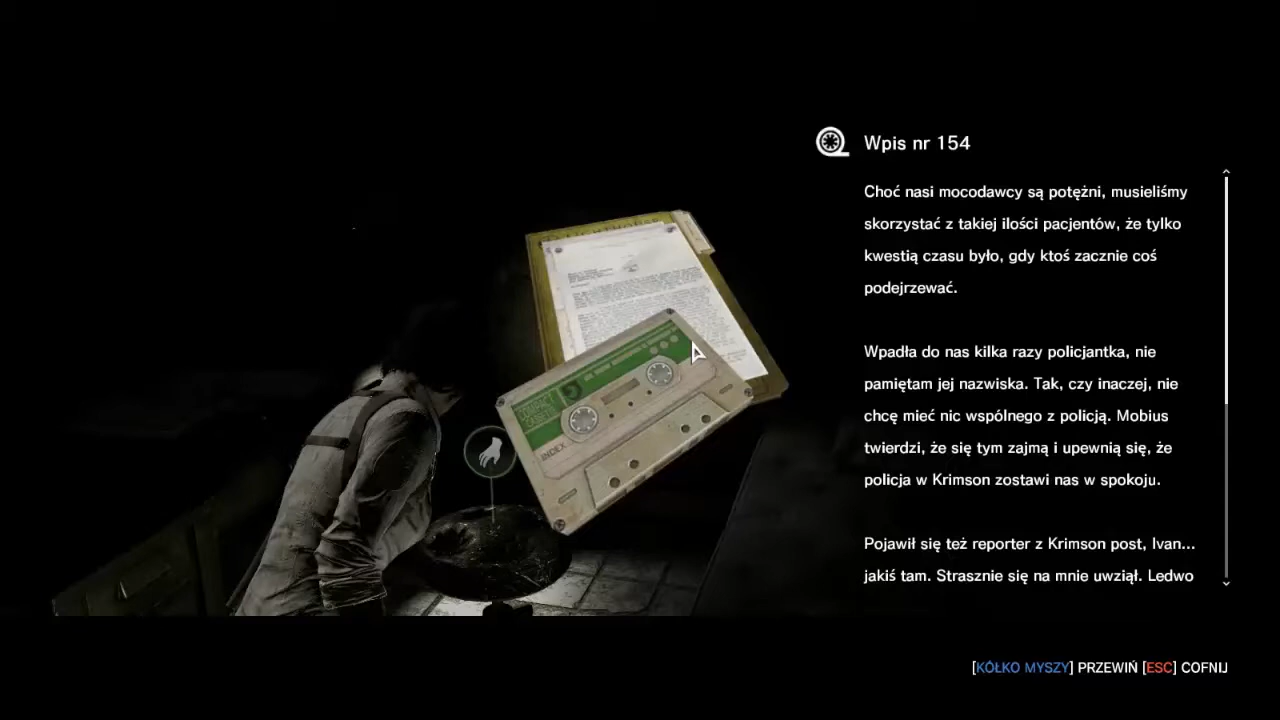 Wpis nr 154
Choć nasi mocodawcy są potężni, musieliśmy
skorzystać z takiej ilości pacjentów, że tylko
kwestią czasu było, gdy ktoś zacznie coś
podejrzewać.
Wpadła do nas kilka razy policjantka, nie
pamiętam jej nazwiska. Tak, czy inaczej, nie
chcę mieć nic wspólnego z policją. Mobius
twierdzi, że się tym zajmą i upewnią się, że
policja w Krimson zostawi nas w spokoju.
Pojawił się też reporter z Krimson post, Ivan...
jakiś tam. Strasznie się na mnie uwziął. Ledwo
COMPACT
CASSETTE
INDEX
[KÓŁKO MYSZY] PRZEWIŃ [ESC] COFNIJ